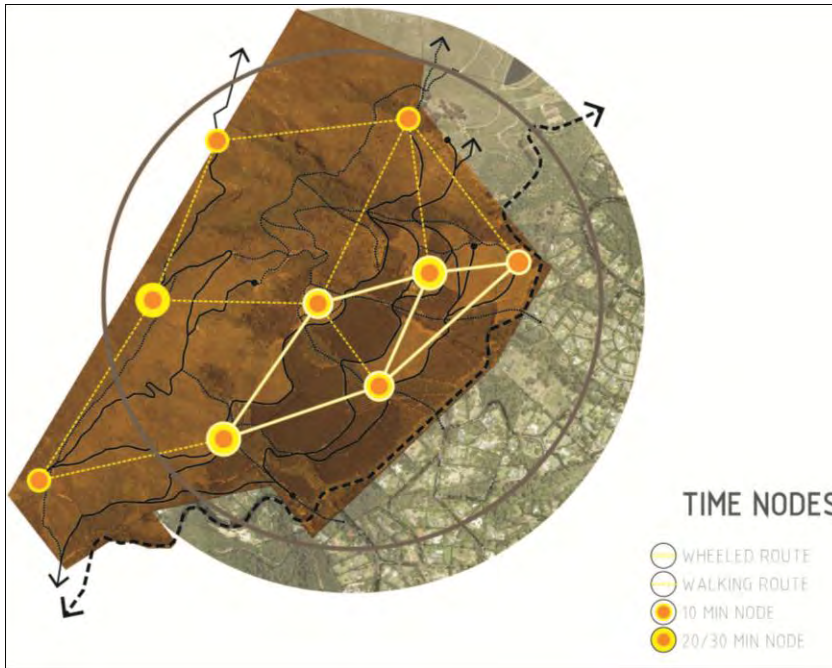 TIME NODES
WHEELED ROUTE
WALKING ROUTE
10 MIN NODE
20/30 MIN NODE